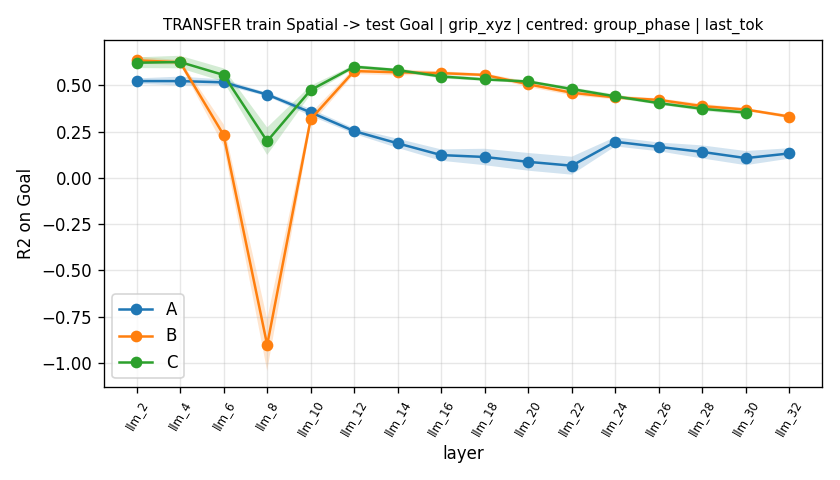 TRANSFER train Spatial -> test Goal | grip_xyz | centred: group_phase | last_tok
R2 on Goal
0.50
0.25
0.00
−0.25
−0.50
−0.75
−1.00
A
B
C
llm_2
llm_4
llm_6
llm_8
llm_10
llm_12
llm_14
llm_16
llm_18
llm_20
llm_22
llm_24
llm_26
llm_28
llm_30
llm_32
layer